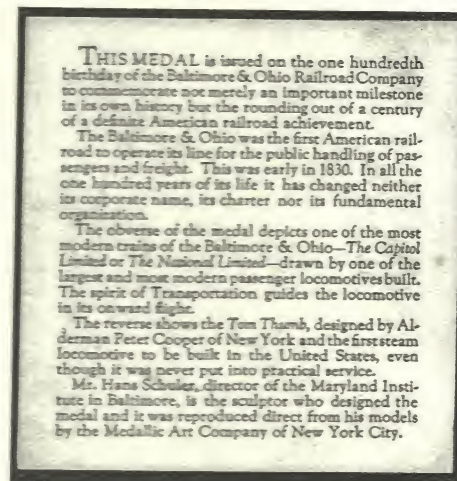 THIS MEDAL is issued on the one hundredth
birthday of the Baltimore & Ohio Railroad Company
to commemorate not merely an important milestone
in its own history but the rounding out of a century
of a definite American railroad achievement.
The Baltimore & Ohio was the first American rail-
road to operate its line for the public handling of pas-
sengers and freight. This was early in 1830. In all the
one hundred years of its life it has changed neither
its corporate name, its charter nor its fundamental
organization.
The obverse of the medal depicts one of the most
modern trains of the Baltimore & Ohio—The Capitol
Limited or The National Limited—drawn by one of the
largest and most modern passenger locomotives built.
The spirit of Transportation guides the locomotive
in its onward flight.
The reverse shows the Tom Thumb, designed by Al-
derman Peter Cooper of New York and the first steam
locomotive to be built in the United States, even
though it was never put into practical service.
Mr. Hans Schuler, director of the Maryland Insti-
tute in Baltimore, is the sculptor who designed the
medal and it was reproduced direct from his models
by the Medallic Art Company of New York City.